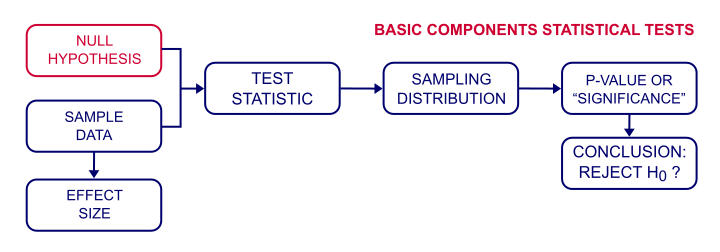 BASIC COMPONENTS STATISTICAL TESTS
NULL
HYPOTHESIS
SAMPLE
DATA
EFFECT
SIZE
TEST
STATISTIC
SAMPLING
DISTRIBUTION
P-VALUE OR
“SIGNIFICANCE”
CONCLUSION:
REJECT H₀ ?